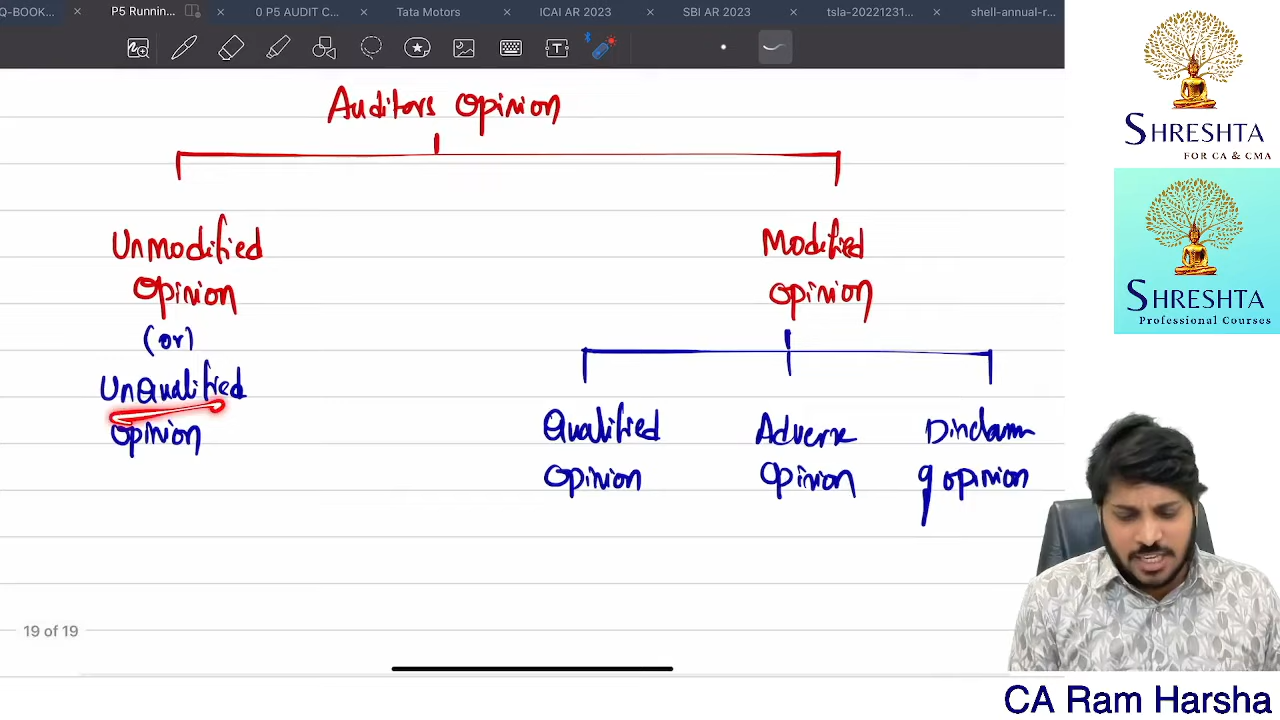 Q-BOOK... × P5 Runnin... × 0 P5 AUDIT C... × Tata Motors × ICAI AR 2023 × SBI AR 2023 × tsla-20221231... × shell-annual-r...
Auditors Opinion
Unmodified
Opinion
(or)
UnQualified
Opinion
Modified
Opinion
Qualified
Opinion
Adverse
Opinion
of opinion
19 of 19
SHRESHTA
FOR CA & CMA
SHRESHTA
Professional Courses
CA Ram Harsha